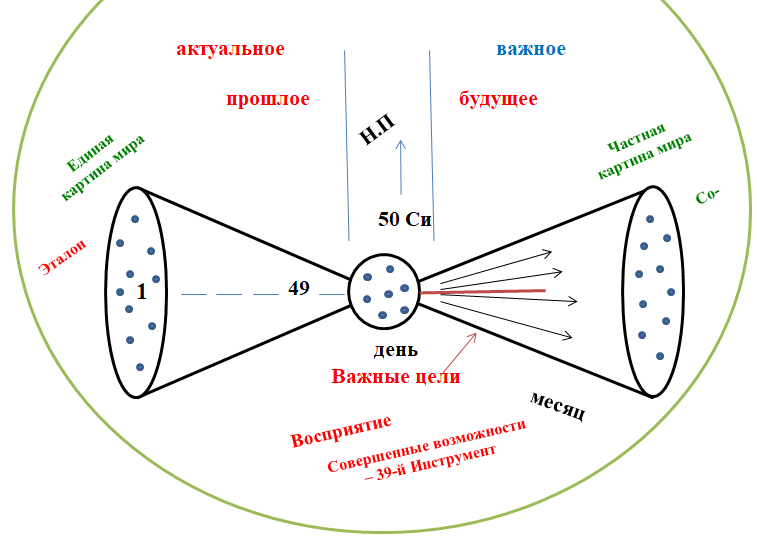 актуальное
важное
прошлое
будущее
Н.П
Единая
картина мира
Частная
картина мира
Со-
Эталон
50 Си
1
49
день
Важные цели
месяц
Восприятие
Совершенные возможности
– 39-й Инструмент